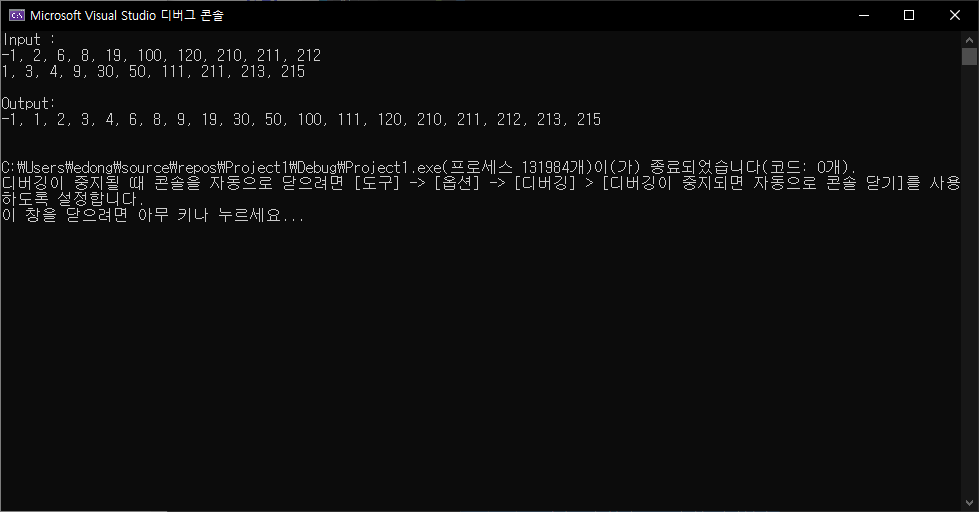 Microsoft Visual Studio 디버그 콘솔
Input :
-1, 2, 6, 8, 19, 100, 120, 210, 211, 212
1, 3, 4, 9, 30, 50, 111, 211, 213, 215
Output:
-1, 1, 2, 3, 4, 6, 8, 9, 19, 30, 50, 100, 111, 120, 210, 211, 212, 213, 215
C:₩Users₩edong₩source₩repos₩Project1₩Debug₩Project1.exe(프로세스 131984개)이(가) 종료되었습니다(코드: 0개).
디버깅이 중지될 때 콘솔을 자동으로 닫으려면 [도구] -> [옵션] -> [디버깅] > [디버깅이 중지되면 자동으로 콘솔 닫기]를 사용
하도록 설정합니다.
이 창을 닫으려면 아무 키나 누르세요...